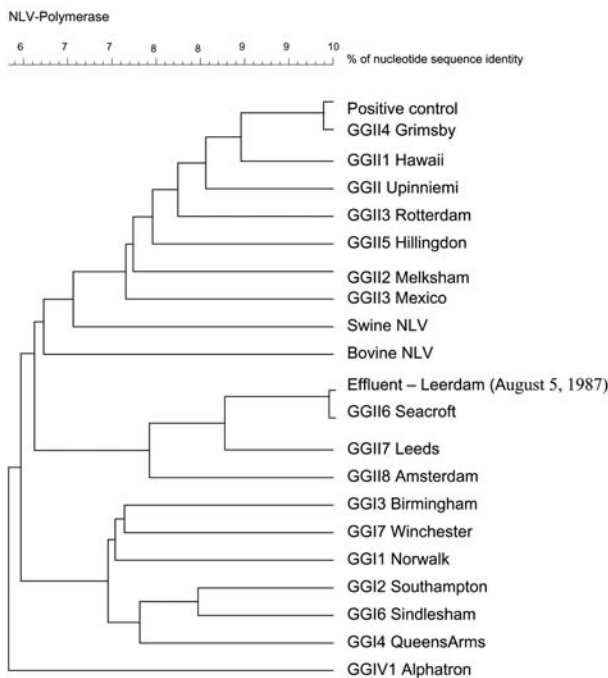 NLV-Polymerase
6 7 7 8 8 9 9 10
% of nucleotide sequence identity
Positive control
GGII4 Grimsby
GGII1 Hawaii
GGII Upinniemi
GGII3 Rotterdam
GGII5 Hillingdon
GGII2 Melksham
GGII3 Mexico
Swine NLV
Bovine NLV
Effluent – Leerdam (August 5, 1987)
GGII6 Seacroft
GGII7 Leeds
GGII8 Amsterdam
GGI3 Birmingham
GGI7 Winchester
GGI1 Norwalk
GGI2 Southampton
GGI6 Sindlesham
GGI4 QueensArms
GGIV1 Alphatron